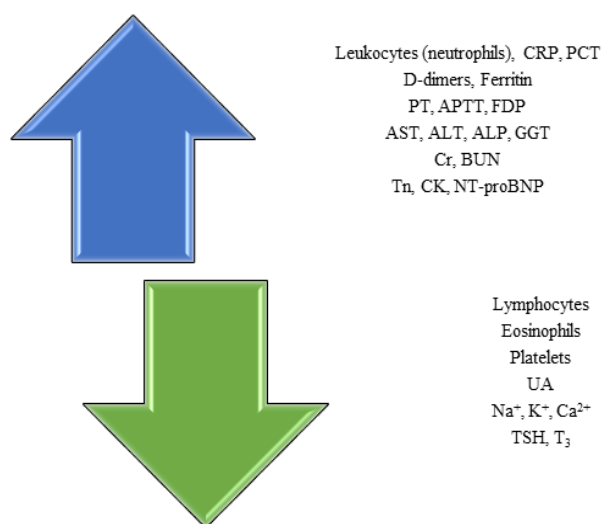 Leukocytes (neutrophils), CRP, PCT
D-dimers, Ferritin
PT, APTT, FDP
AST, ALT, ALP, GGT
Cr, BUN
Tn, CK, NT-proBNP
Lymphocytes
Eosinophils
Platelets
UA
Na⁺, K⁺, Ca²⁺
TSH, T₃